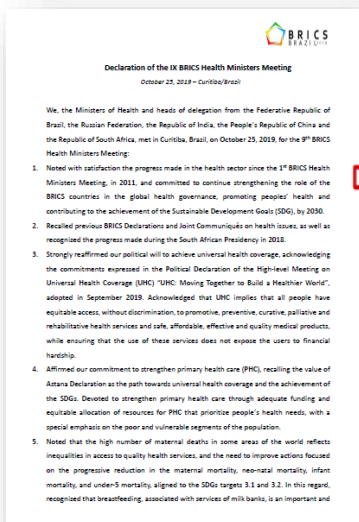 BRICS
BRAZIL 2019
Declaration of the IX BRICS Health Ministers Meeting
October 25, 2019 – Curitiba/Brazil
We, the Ministers of Health and heads of delegation from the Federative Republic of
Brazil, the Russian Federation, the Republic of India, the People's Republic of China and
the Republic of South Africa, met in Curitiba, Brazil, on October 25, 2019, for the 9th BRICS
Health Ministers Meeting:
1. Noted with satisfaction the progress made in the health sector since the 1st BRICS Health
Ministers Meeting, in 2011, and committed to continue strengthening the role of the
BRICS countries in the global health governance, promoting peoples' health and
contributing to the achievement of the Sustainable Development Goals (SDG), by 2030.
2. Recalled previous BRICS Declarations and Joint Communiqués on health issues, as well as
recognized the progress made during the South African Presidency in 2018.
3. Strongly reaffirmed our political will to achieve universal health coverage, acknowledging
the commitments expressed in the Political Declaration of the High-level Meeting on
Universal Health Coverage (UHC) "UHC: Moving Together to Build a Healthier World",
adopted in September 2019. Acknowledged that UHC implies that all people have
equitable access, without discrimination, to promotive, preventive, curative, palliative and
rehabilitative health services and safe, affordable, effective and quality medical products,
while ensuring that the use of these services does not expose the users to financial
hardship.
4. Affirmed our commitment to strengthen primary health care (PHC), recalling the value of
Astana Declaration as the path towards universal health coverage and the achievement of
the SDGs. Devoted to strengthen primary health care through adequate funding and
equitable allocation of resources for PHC that prioritize people's health needs, with a
special emphasis on the poor and vulnerable segments of the population.
5. Noted that the high number of maternal deaths in some areas of the world reflects
inequalities in access to quality health services, and the need to improve actions focused
on the progressive reduction in the maternal mortality, neo-natal mortality, infant
mortality, and under-5 mortality, aligned to the SDGs targets 3.1 and 3.2. In this regard,
recognized that breastfeeding, associated with services of milk banks, is an important and